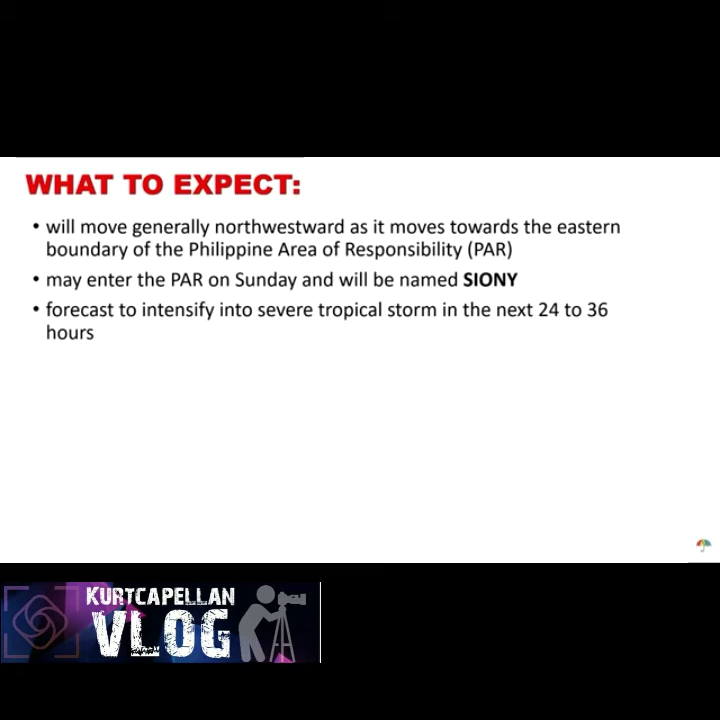 WHAT TO EXPECT:
• will move generally northwestward as it moves towards the eastern
boundary of the Philippine Area of Responsibility (PAR)
• may enter the PAR on Sunday and will be named SIONY
• forecast to intensify into severe tropical storm in the next 24 to 36
hours
KURTCAPELLAN
VLOG